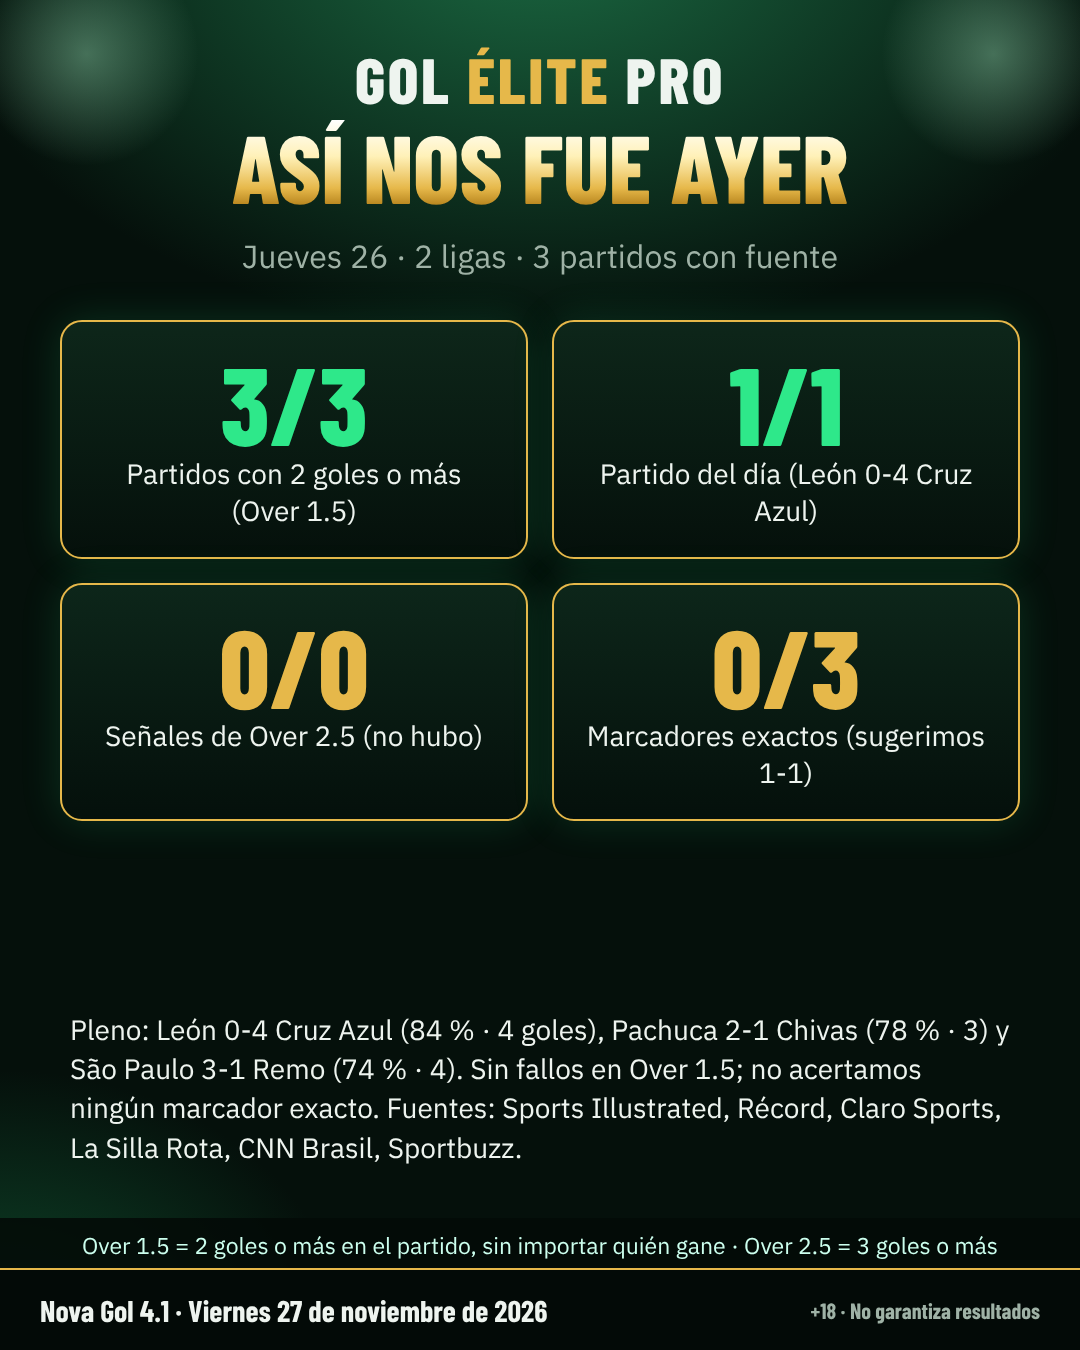 GOL ÉLITE PRO
ASÍ NOS FUE AYER
Jueves 26 · 2 ligas · 3 partidos con fuente
3/3
Partidos con 2 goles o más
(Over 1.5)
1/1
Partido del día (León 0-4 Cruz
Azul)
0/0
Señales de Over 2.5 (no hubo)
0/3
Marcadores exactos (sugerimos
1-1)
Pleno: León 0-4 Cruz Azul (84 % · 4 goles), Pachuca 2-1 Chivas (78 % · 3) y
São Paulo 3-1 Remo (74 % · 4). Sin fallos en Over 1.5; no acertamos
ningún marcador exacto. Fuentes: Sports Illustrated, Récord, Claro Sports,
La Silla Rota, CNN Brasil, Sportbuzz.
Over 1.5 = 2 goles o más en el partido, sin importar quién gane · Over 2.5 = 3 goles o más
Nova Gol 4.1 · Viernes 27 de noviembre de 2026
+18 · No garantiza resultados